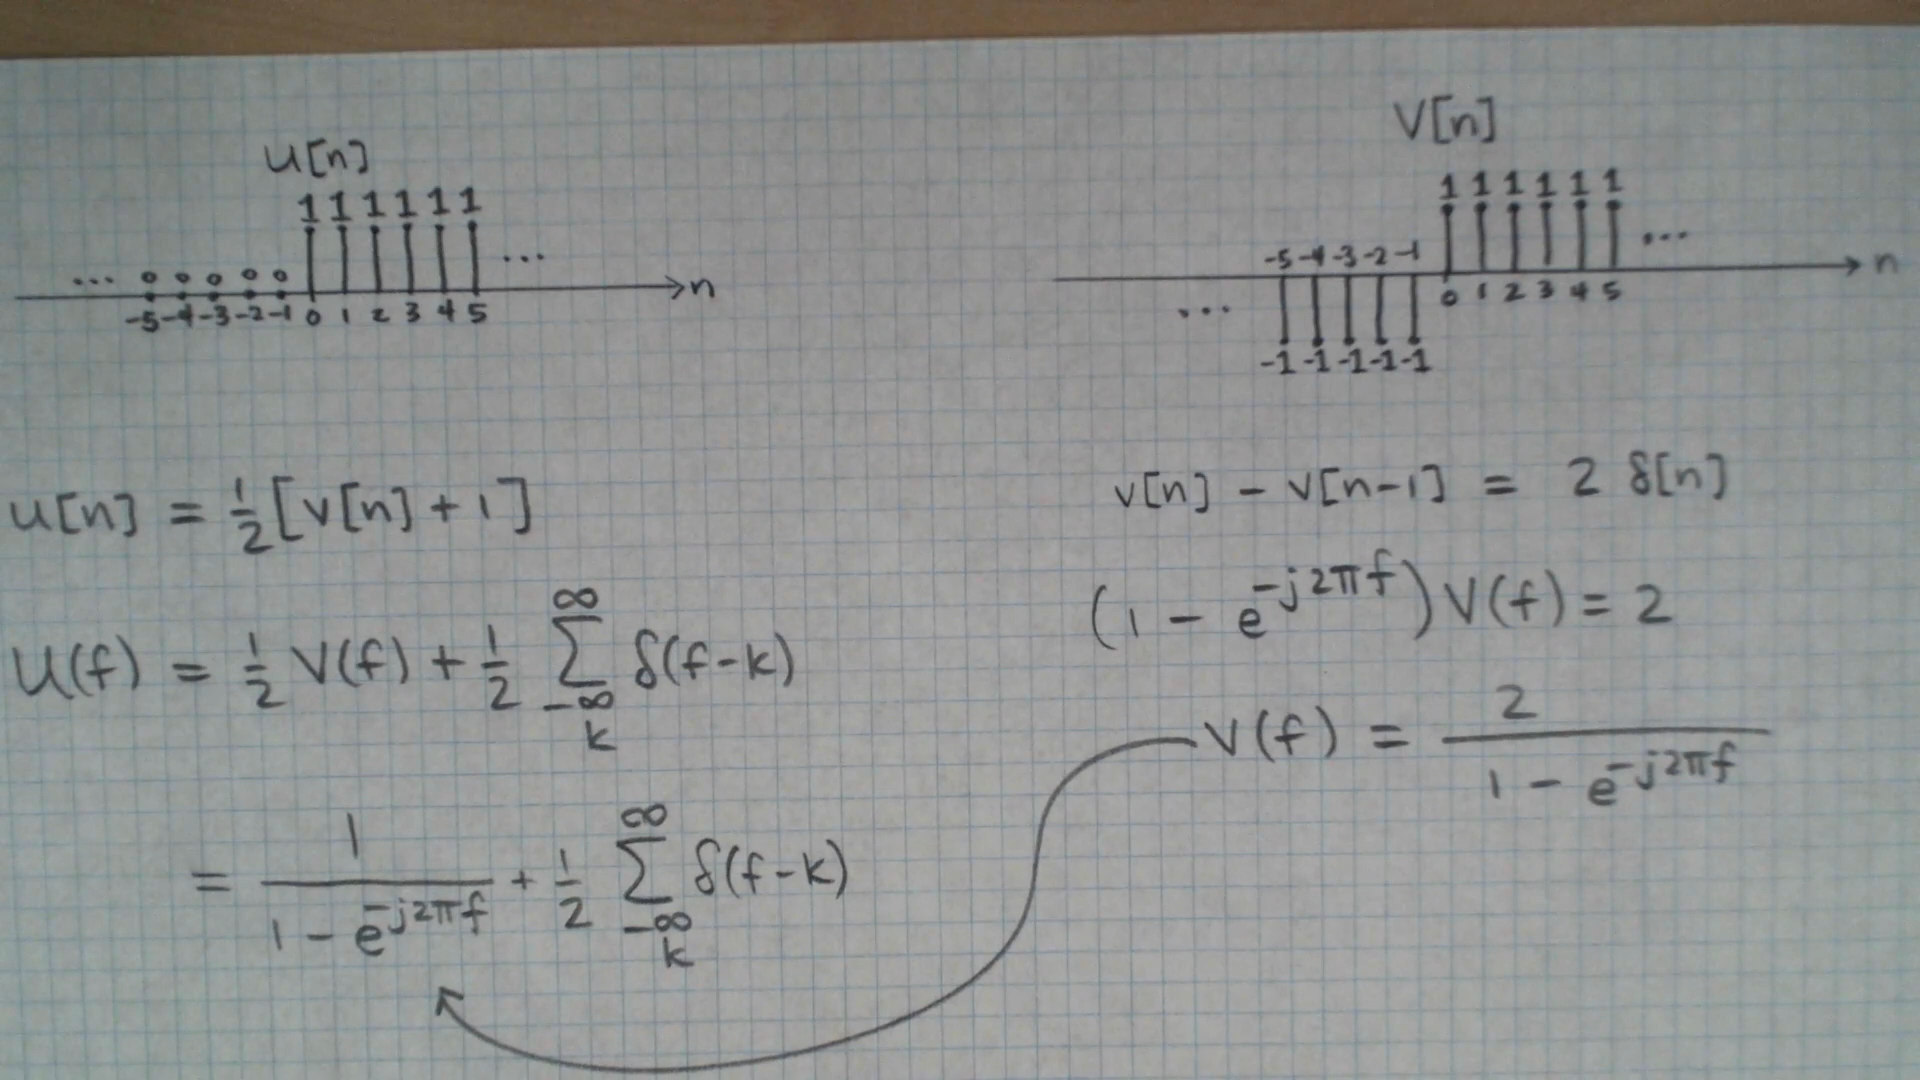 u[n]
1 1 1 1 1 1
... 0 0 0 0 0 ...
n
-5 -4 -3 -2 -1 0 1 2 3 4 5
u[n] = ½[v[n] + 1]
U(f) = ½ V(f) + ½ ∑_{-∞ k}^{∞} δ(f-k)
= 1/(1 - e^{-j2πf}) + ½ ∑_{-∞ k}^{∞} δ(f-k)
V[n]
1 1 1 1 1 1
-5 -4 -3 -2 -1
...
n
... 0 1 2 3 4 5
-1 -1 -1 -1 -1
v[n] - v[n-1] = 2 δ[n]
(1 - e^{-j2πf}) V(f) = 2
V(f) = 2/(1 - e^{-j2πf})